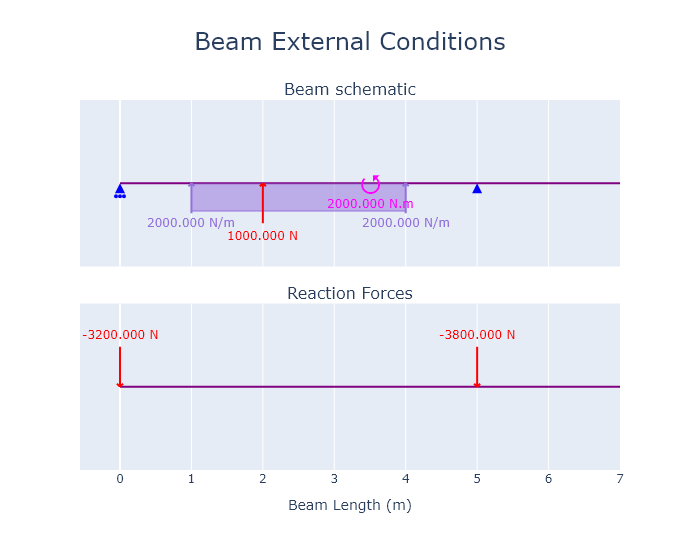 Beam External Conditions
Beam schematic
2000.000 N.m
2000.000 N/m
2000.000 N/m
1000.000 N
Reaction Forces
-3200.000 N
-3800.000 N
0 1 2 3 4 5 6 7
Beam Length (m)